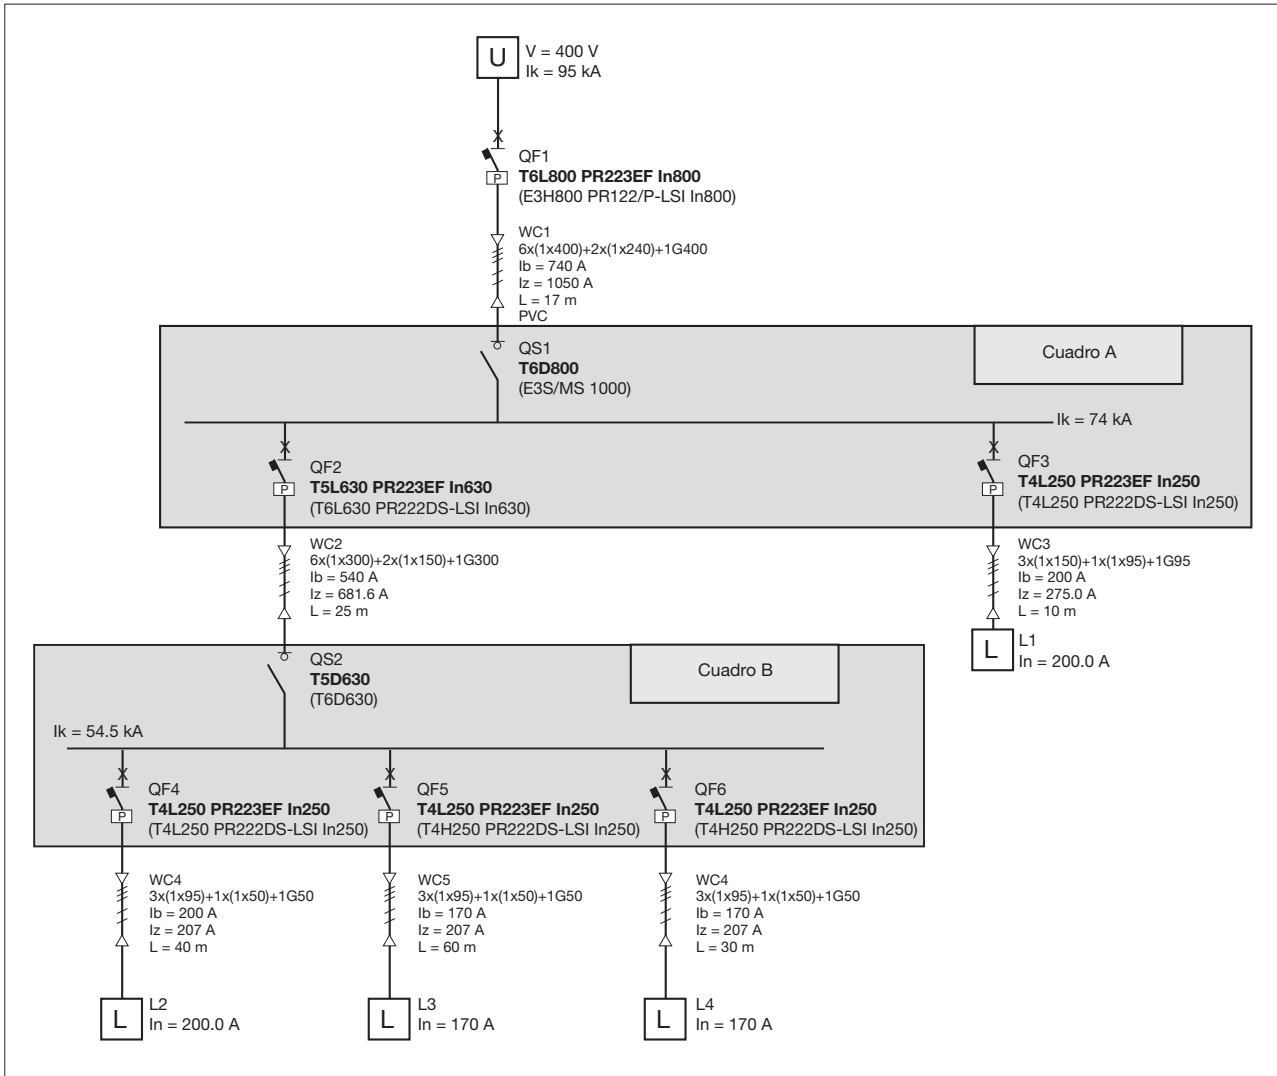 U
V = 400 V
Ik = 95 kA
QF1
P
T6L800 PR223EF In800
(E3H800 PR122/P-LSI In800)
WC1
6x(1x400)+2x(1x240)+1G400
Ib = 740 A
Iz = 1050 A
L = 17 m
PVC
QS1
T6D800
(E3S/MS 1000)
Cuadro A
Ik = 74 kA
QF2
P
T5L630 PR223EF In630
(T6L630 PR222DS-LSI In630)
QF3
P
T4L250 PR223EF In250
(T4L250 PR222DS-LSI In250)
WC2
6x(1x300)+2x(1x150)+1G300
Ib = 540 A
Iz = 681.6 A
L = 25 m
WC3
3x(1x150)+1x(1x95)+1G95
Ib = 200 A
Iz = 275.0 A
L = 10 m
L
L1
In = 200.0 A
QS2
T5D630
(T6D630)
Cuadro B
Ik = 54.5 kA
QF4
P
T4L250 PR223EF In250
(T4L250 PR222DS-LSI In250)
QF5
P
T4L250 PR223EF In250
(T4H250 PR222DS-LSI In250)
QF6
P
T4L250 PR223EF In250
(T4H250 PR222DS-LSI In250)
WC4
3x(1x95)+1x(1x50)+1G50
Ib = 200 A
Iz = 207 A
L = 40 m
WC5
3x(1x95)+1x(1x50)+1G50
Ib = 170 A
Iz = 207 A
L = 60 m
WC4
3x(1x95)+1x(1x50)+1G50
Ib = 170 A
Iz = 207 A
L = 30 m
L
L2
In = 200.0 A
L
L3
In = 170 A
L
L4
In = 170 A